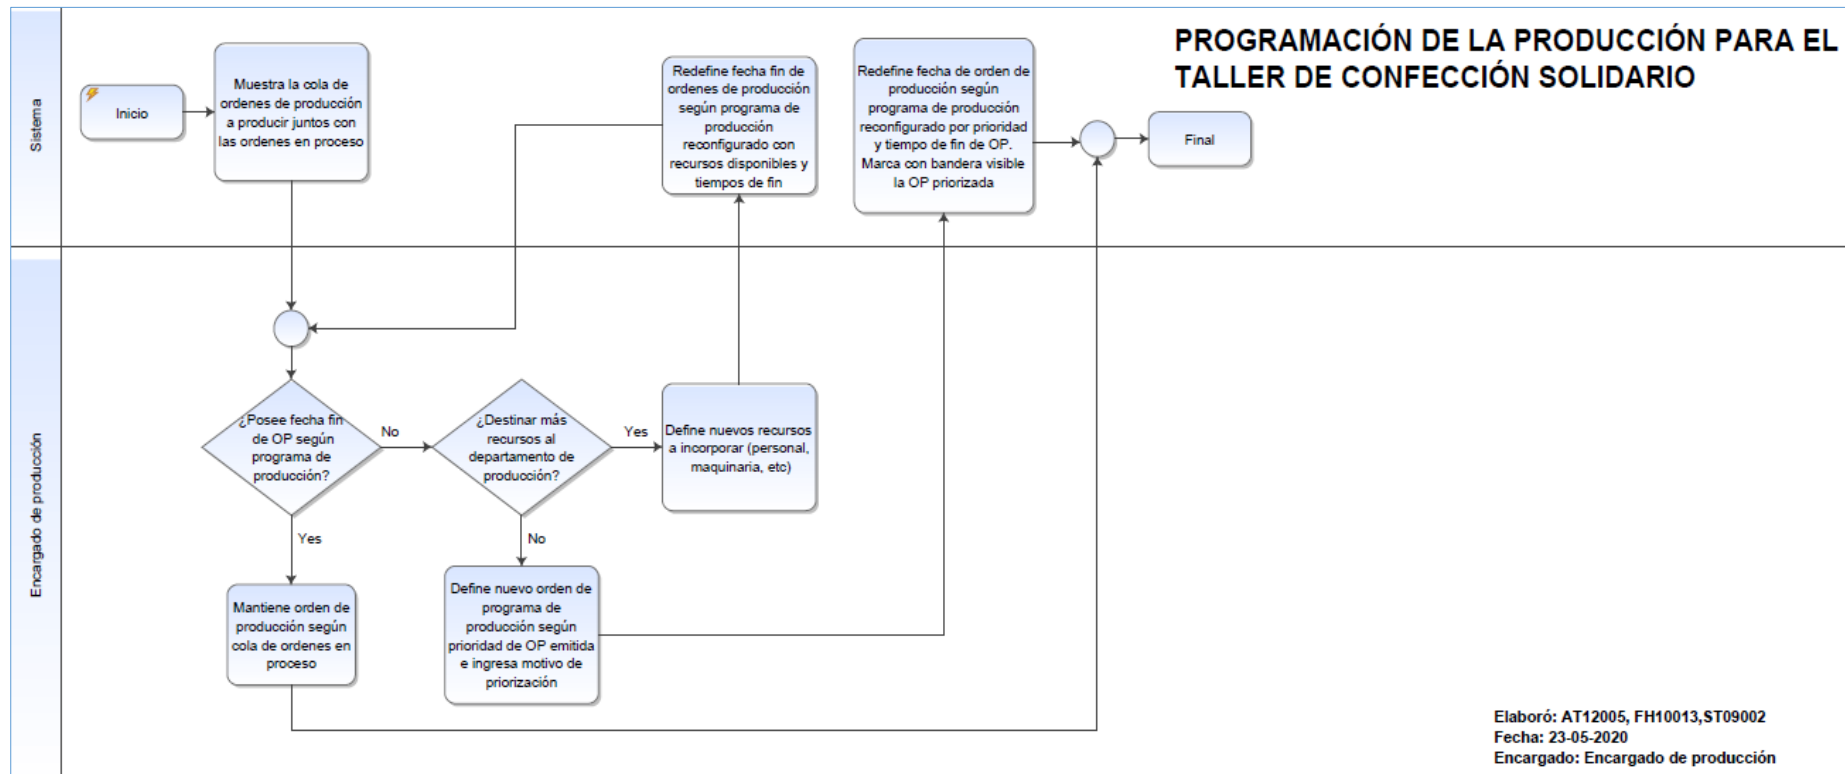 PROGRAMACIÓN DE LA PRODUCCIÓN PARA EL
TALLER DE CONFECCIÓN SOLIDARIO
Sistema
Inicio
Muestra la cola de
ordenes de producción
a producir juntos con
las ordenes en proceso
Redefine fecha fin de
ordenes de producción
según programa de
producción
reconfigurado con
recursos disponibles y
tiempos de fin
Redefine fecha de orden de
producción según
programa de producción
reconfigurado por prioridad
y tiempo de fin de OP.
Marca con bandera visible
la OP priorizada
Final
Encargado de producción
¿Posee fecha fin
de OP según
programa de
producción?
No
¿Destinar más
recursos al
departamento de
producción?
Yes
Define nuevos recursos
a incorporar (personal,
maquinaria, etc)
Yes
No
Mantiene orden de
producción según
cola de ordenes en
proceso
Define nuevo orden de
programa de
producción según
prioridad de OP emitida
e ingresa motivo de
priorización
Elaboró: AT12005, FH10013,ST09002
Fecha: 23-05-2020
Encargado: Encargado de producción